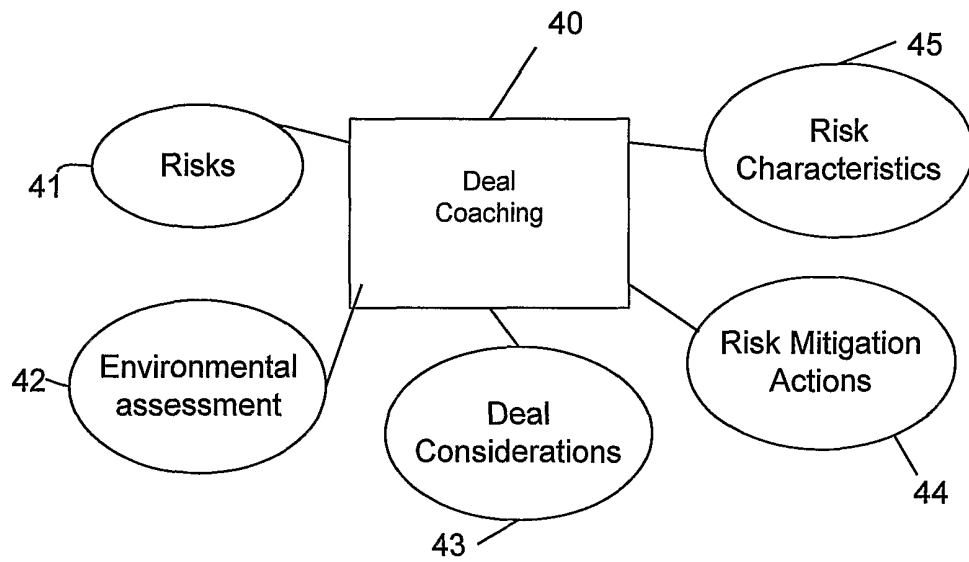 40
45
Risks
41
Deal
Coaching
Risk
Characteristics
42
Environmental
assessment
Deal
Considerations
43
Risk Mitigation
Actions
44